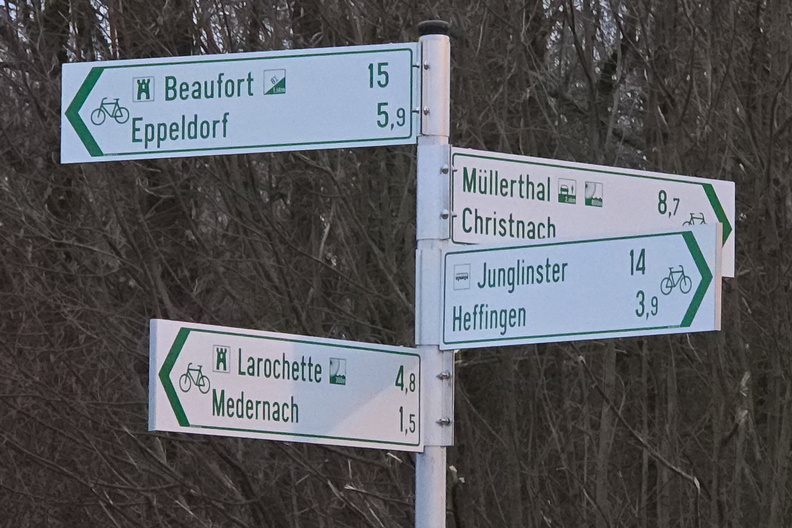 Beaufort 15
Eppeldorf 5,9
Müllerthal 8,7
Christnach
Junglinster 14
Heffingen 3,9
Larochette 4,8
Medernach 1,5